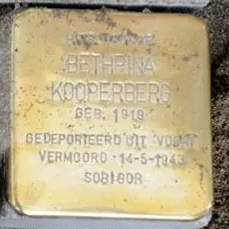 BETHRINA
KOOPERBERG
GEB. 1919
GEDEPORTEERD UIT VUGHT
VERMOORD 14-5-1943
SOBIBOR